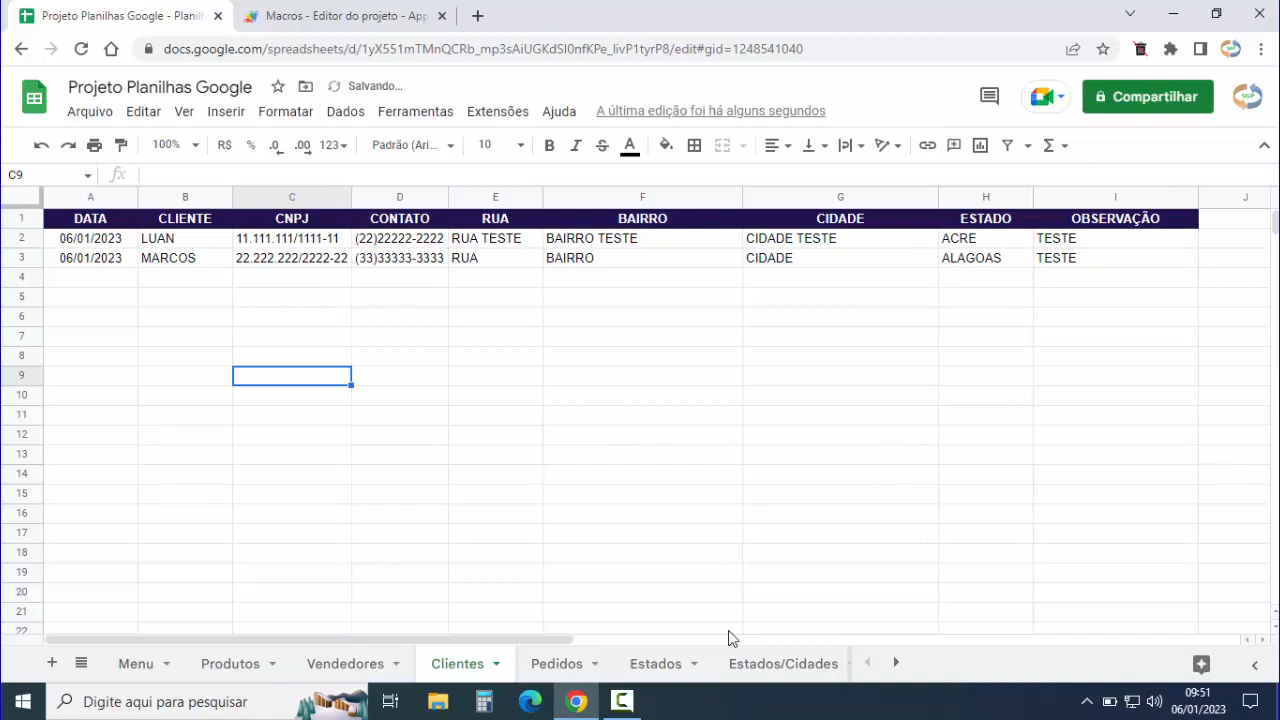 Projeto Planilhas Google - Planil
Macros - Editor do projeto - App
docs.google.com/spreadsheets/d/1yX551mTMnQCRb_mp3sAiUGKdSI0nfKPe_livP1tyrP8/edit#gid=1248541040
Projeto Planilhas Google
Salvando...
Arquivo Editar Ver Inserir Formatar Dados Ferramentas Extensões Ajuda A última edição foi há alguns segundos
Compartilhar
100% R$ % .0 .00 123 Padrão (Ari... 10 B I S A
C9 fx
A B C D E F G H I J
1 DATA CLIENTE CNPJ CONTATO RUA BAIRRO CIDADE ESTADO OBSERVAÇÃO
2 06/01/2023 LUAN 11.111.111/1111-11 (22)22222-2222 RUA TESTE BAIRRO TESTE CIDADE TESTE ACRE TESTE
3 06/01/2023 MARCOS 22.222.222/2222-22 (33)33333-3333 RUA BAIRRO CIDADE ALAGOAS TESTE
4
5
6
7
8
9
10
11
12
13
14
15
16
17
18
19
20
21
22
Menu Produtos Vendedores Clientes Pedidos Estados Estados/Cidades
Digite aqui para pesquisar
09:51
06/01/2023